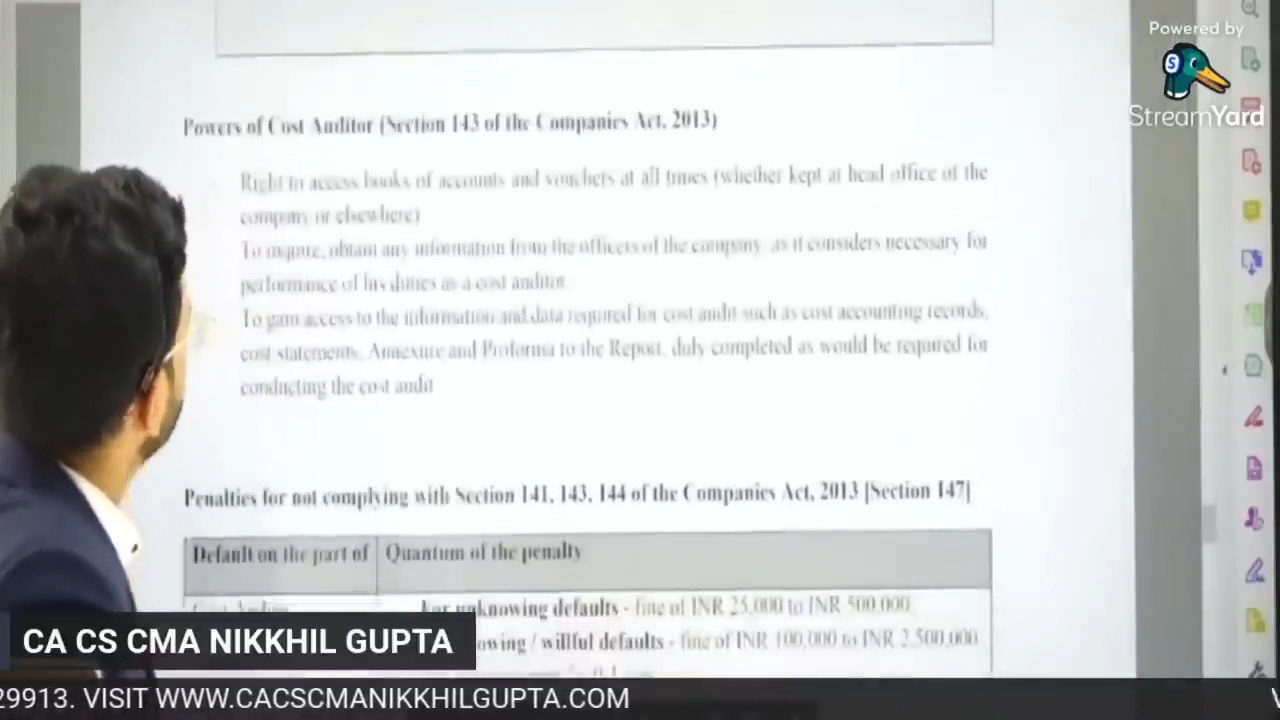 Powered by
StreamYard
Powers of Cost Auditor (Section 143 of the Companies Act, 2013)
Right to access books of accounts and vouchers at all times (whether kept at head office of the
company or elsewhere)
To inquire, obtain any information from the officers of the company, as it considers necessary for
performance of his duties as a cost auditor
To gain access to the information and data required for cost audit such as cost accounting records,
cost statements, Annexure and Proforma to the Report, duly completed as would be required for
conducting the cost audit
Penalties for not complying with Section 141, 143, 144 of the Companies Act, 2013 [Section 147]
Default on the part of
Quantum of the penalty
For unknowing defaults - fine of INR 25,000 to INR 500,000
owing / willful defaults - fine of INR 100,000 to INR 2,500,000
CA CS CMA NIKKHIL GUPTA
29913. VISIT WWW.CACSCMANIKKHILGUPTA.COM